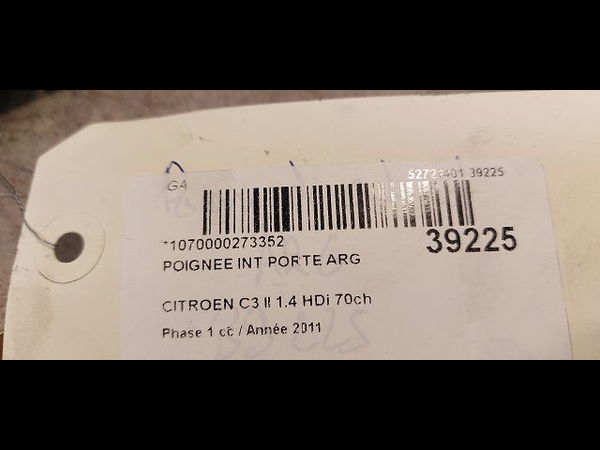 GA
39225
*1070000273352
39225
POIGNEE INT PORTE ARG
CITROEN C3 II 1.4 HDi 70ch
Phase 1 cc / Année 2011